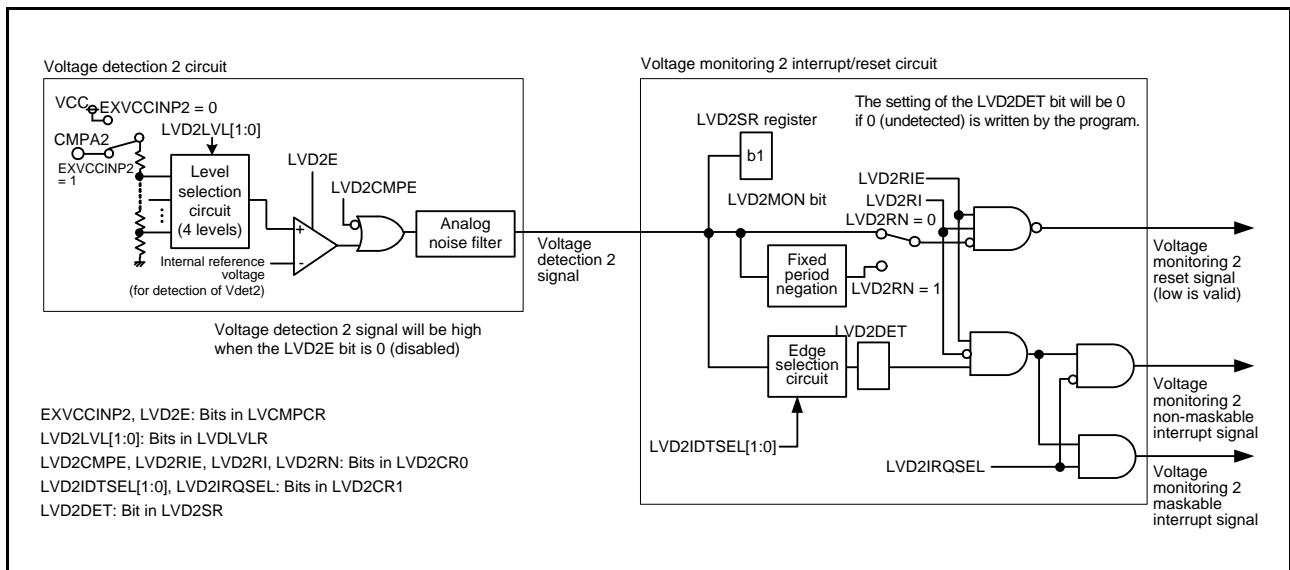 Voltage detection 2 circuit
VCC
EXVCCINP2 = 0
LVD2LVL[1:0]
CMPA2
EXVCCINP2
= 1
Level
selection
circuit
(4 levels)
LVD2E
LVD2CMPE
+
-
Internal reference
voltage
(for detection of Vdet2)
Analog
noise filter
Voltage detection 2 signal will be high
when the LVD2E bit is 0 (disabled)
Voltage
detection 2
signal
Voltage monitoring 2 interrupt/reset circuit
The setting of the LVD2DET bit will be 0
if 0 (undetected) is written by the program.
LVD2SR register
b1
LVD2MON bit
LVD2RIE
LVD2RI
LVD2RN = 0
Fixed
period
negation
LVD2RN = 1
LVD2DET
Edge
selection
circuit
LVD2IDTSEL[1:0]
LVD2IRQSEL
Voltage
monitoring 2
reset signal
(low is valid)
Voltage
monitoring 2
non-maskable
interrupt signal
Voltage
monitoring 2
maskable
interrupt signal
EXVCCINP2, LVD2E: Bits in LVCMPCR
LVD2LVL[1:0]: Bits in LVDLVLR
LVD2CMPE, LVD2RIE, LVD2RI, LVD2RN: Bits in LVD2CR0
LVD2IDTSEL[1:0], LVD2IRQSEL: Bits in LVD2CR1
LVD2DET: Bit in LVD2SR